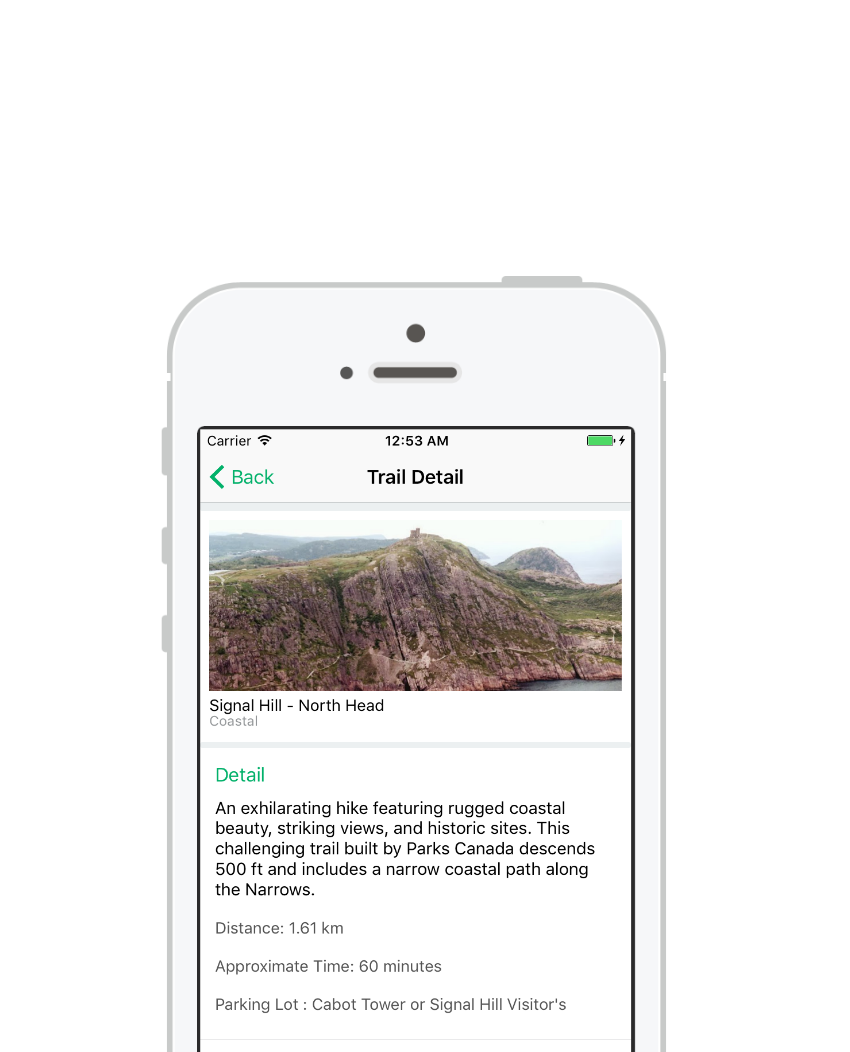 Carrier 12:53 AM
Back Trail Detail
Signal Hill - North Head
Coastal
Detail
An exhilarating hike featuring rugged coastal
beauty, striking views, and historic sites. This
challenging trail built by Parks Canada descends
500 ft and includes a narrow coastal path along
the Narrows.
Distance: 1.61 km
Approximate Time: 60 minutes
Parking Lot : Cabot Tower or Signal Hill Visitor's